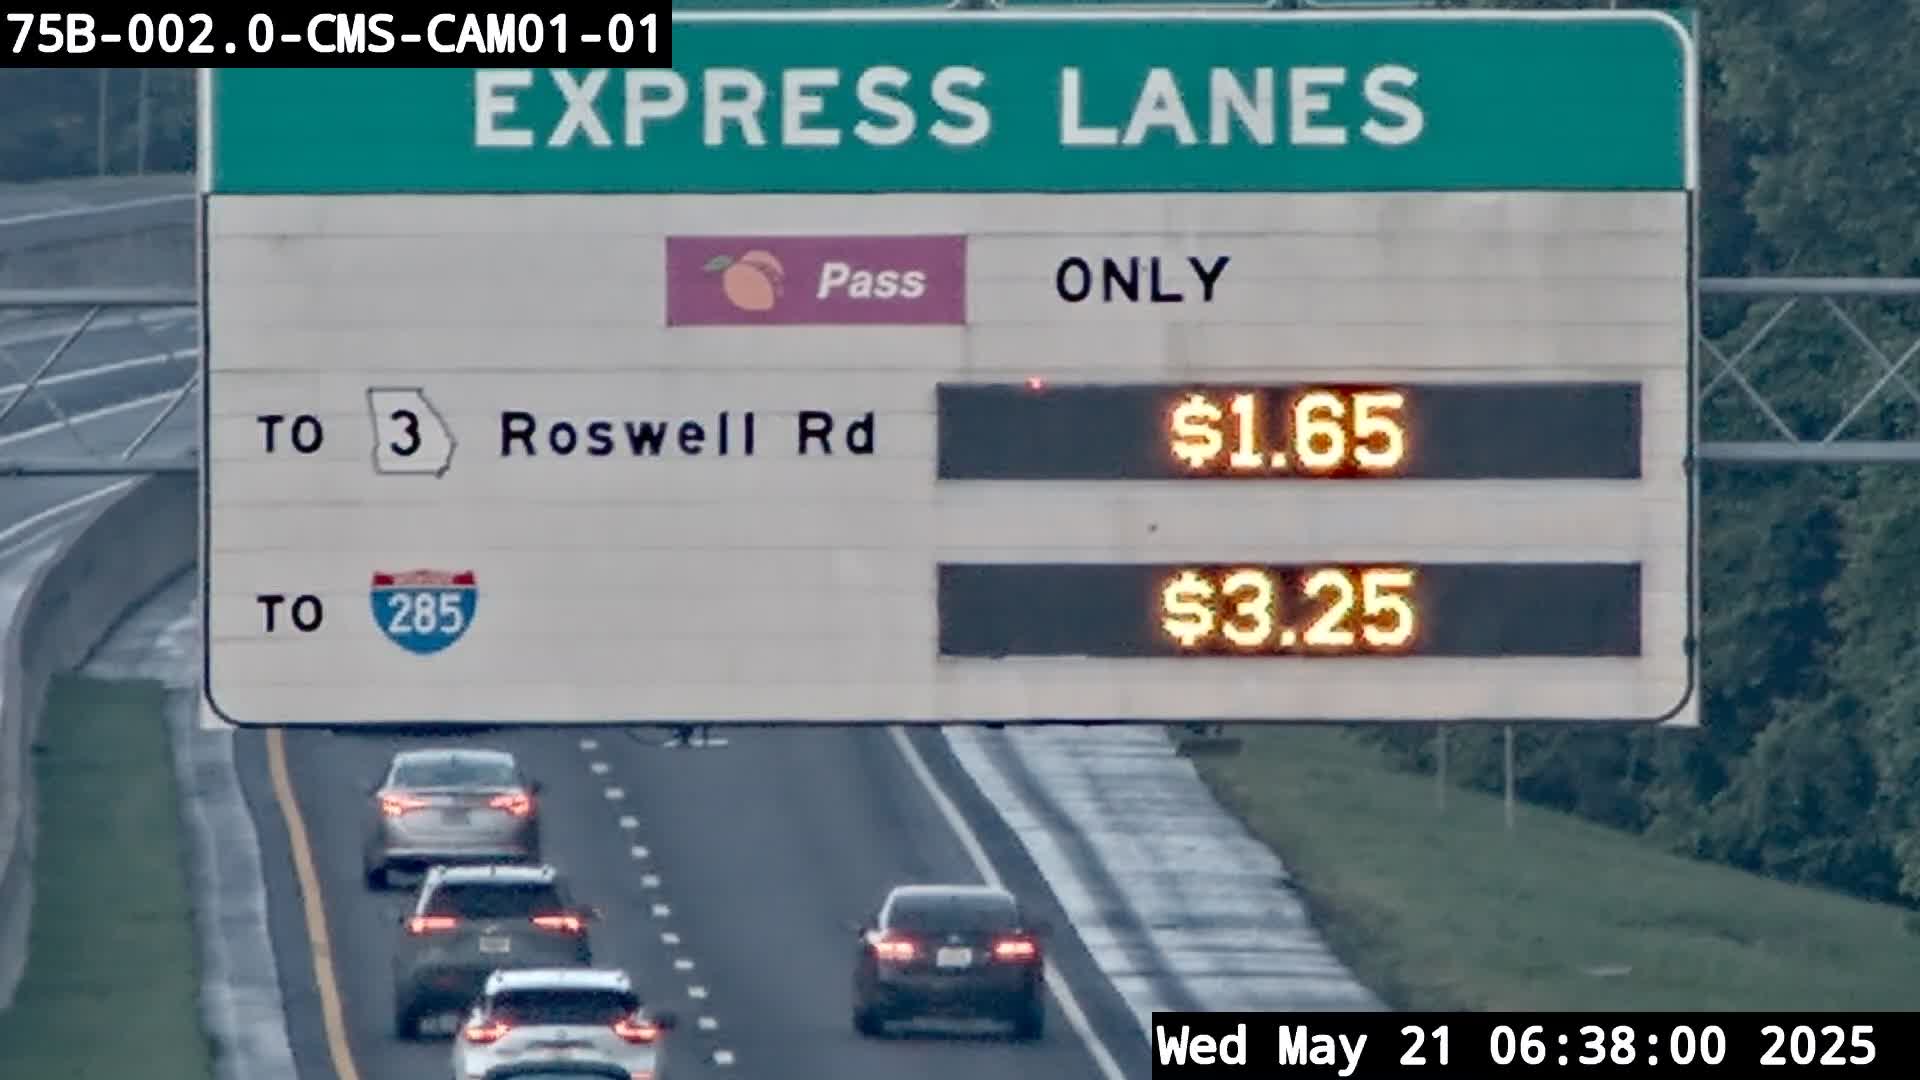 75B-002.0-CMS-CAM01-01
EXPRESS LANES
Pass ONLY
TO 3 Roswell Rd $1.65
TO 285 $3.25
Wed May 21 06:38:00 2025